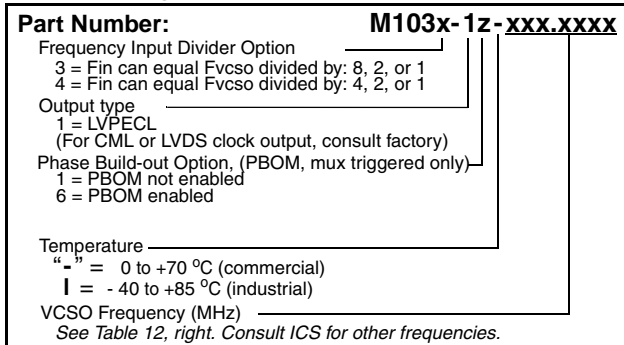 Part Number: M103x-1z-xxx.xxxx
Frequency Input Divider Option
3 = Fin can equal Fvcso divided by: 8, 2, or 1
4 = Fin can equal Fvcso divided by: 4, 2, or 1
Output type
1 = LVPECL
(For CML or LVDS clock output, consult factory)
Phase Build-out Option, (PBOM, mux triggered only)
1 = PBOM not enabled
6 = PBOM enabled
Temperature
“-” = 0 to +70 °C (commercial)
I = - 40 to +85 °C (industrial)
VCSO Frequency (MHz)
See Table 12, right. Consult ICS for other frequencies.